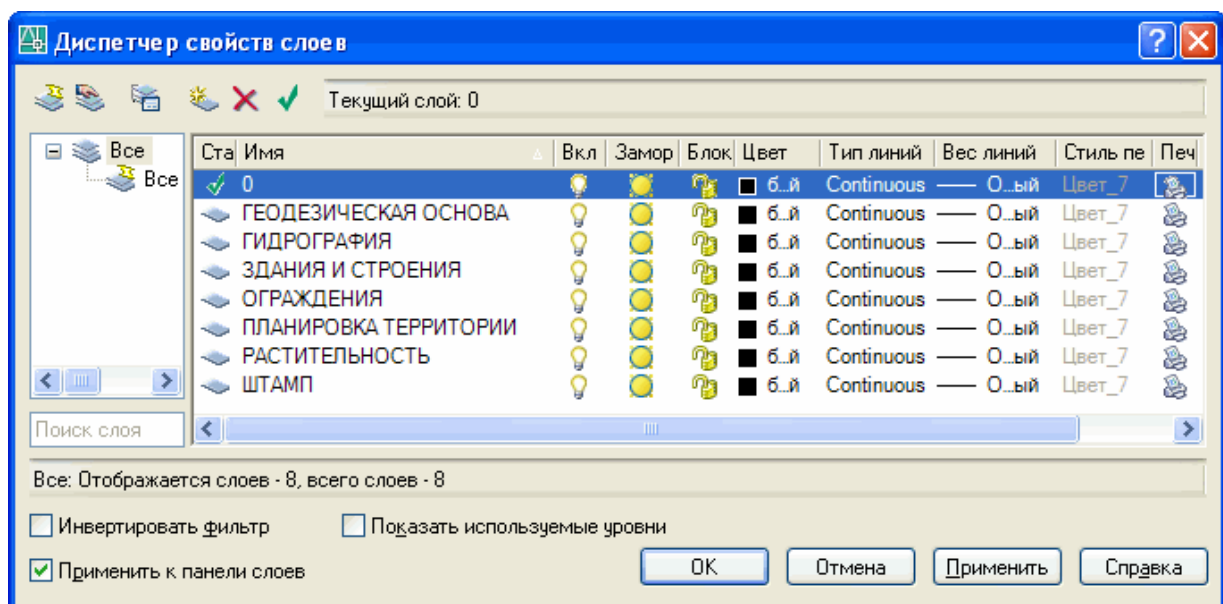 Диспетчер свойств слоев
Текущий слой: 0
Все
Все
Ста Имя Вкл Замор Блок Цвет Тип линий Вес линий Стиль пе Печ
0 б...й Continuous О...ый Цвет_7
ГЕОДЕЗИЧЕСКАЯ ОСНОВА б...й Continuous О...ый Цвет_7
ГИДРОГРАФИЯ б...й Continuous О...ый Цвет_7
ЗДАНИЯ И СТРОЕНИЯ б...й Continuous О...ый Цвет_7
ОГРАЖДЕНИЯ б...й Continuous О...ый Цвет_7
ПЛАНИРОВКА ТЕРРИТОРИИ б...й Continuous О...ый Цвет_7
РАСТИТЕЛЬНОСТЬ б...й Continuous О...ый Цвет_7
ШТАМП б...й Continuous О...ый Цвет_7
Поиск слоя
Все: Отображается слоев - 8, всего слоев - 8
Инвертировать фильтр Показать используемые уровни
Применить к панели слоев
OK Отмена Применить Справка